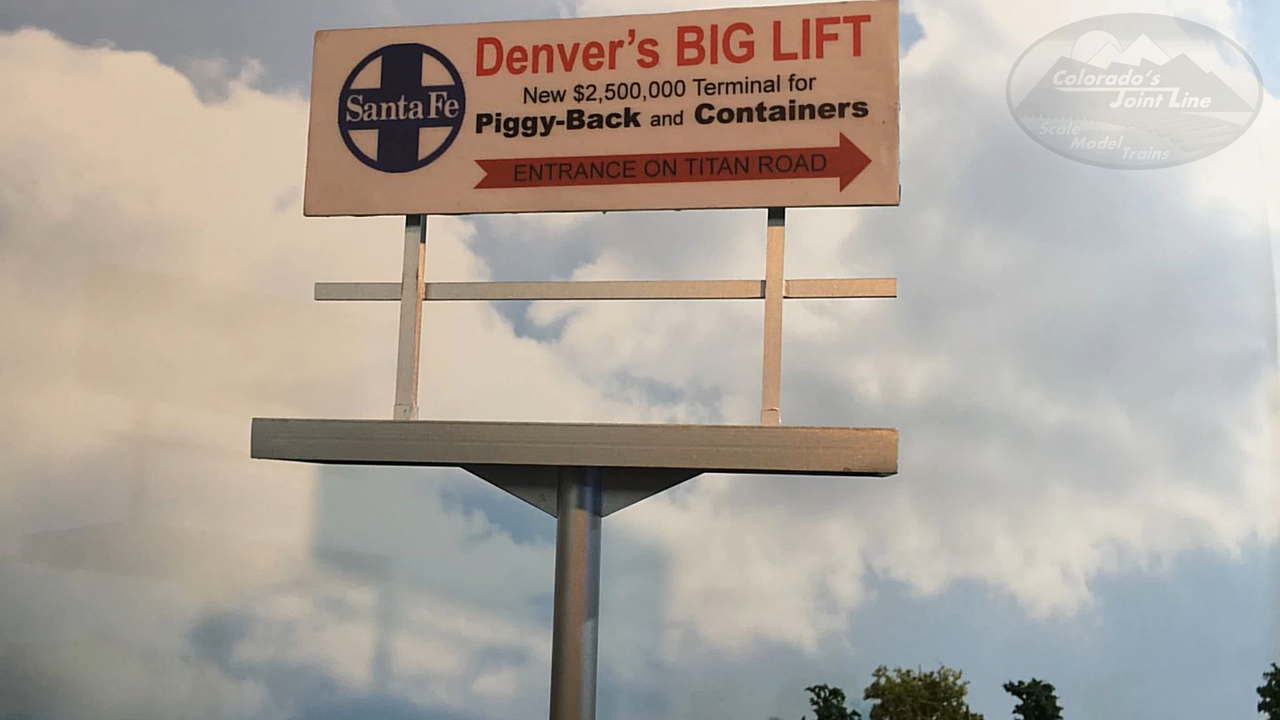 Santa Fe
Denver's BIG LIFT
New $2,500,000 Terminal for
Piggy-Back and Containers
ENTRANCE ON TITAN ROAD
Colorado's
Joint Line
Scale
Model
Trains